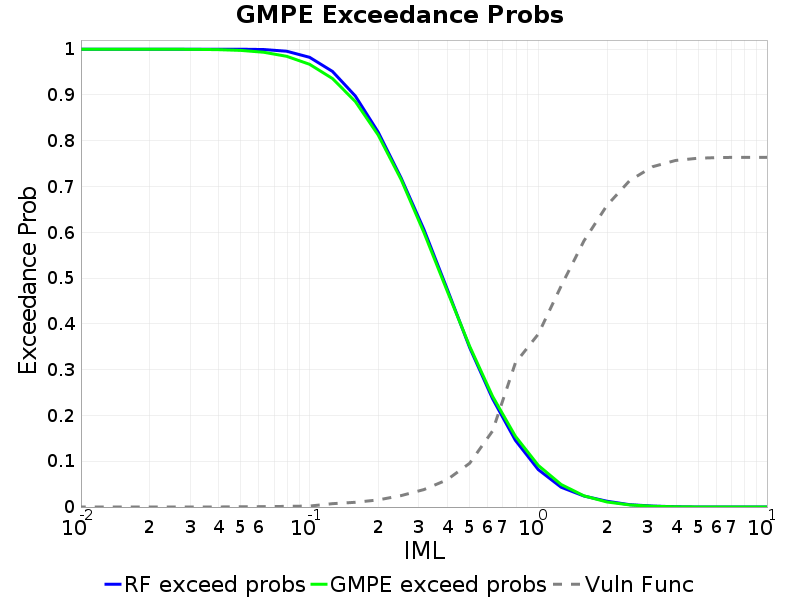 GMPE Exceedance Probs
Exceedance Prob
1
0.9
0.8
0.7
0.6
0.5
0.4
0.3
0.2
0.1
0
10^-2 2 3 4 5 6 10^-1 2 3 4 5 6 7 10^0 2 3 4 5 6 7 10^1
IML
RF exceed probs GMPE exceed probs Vuln Func